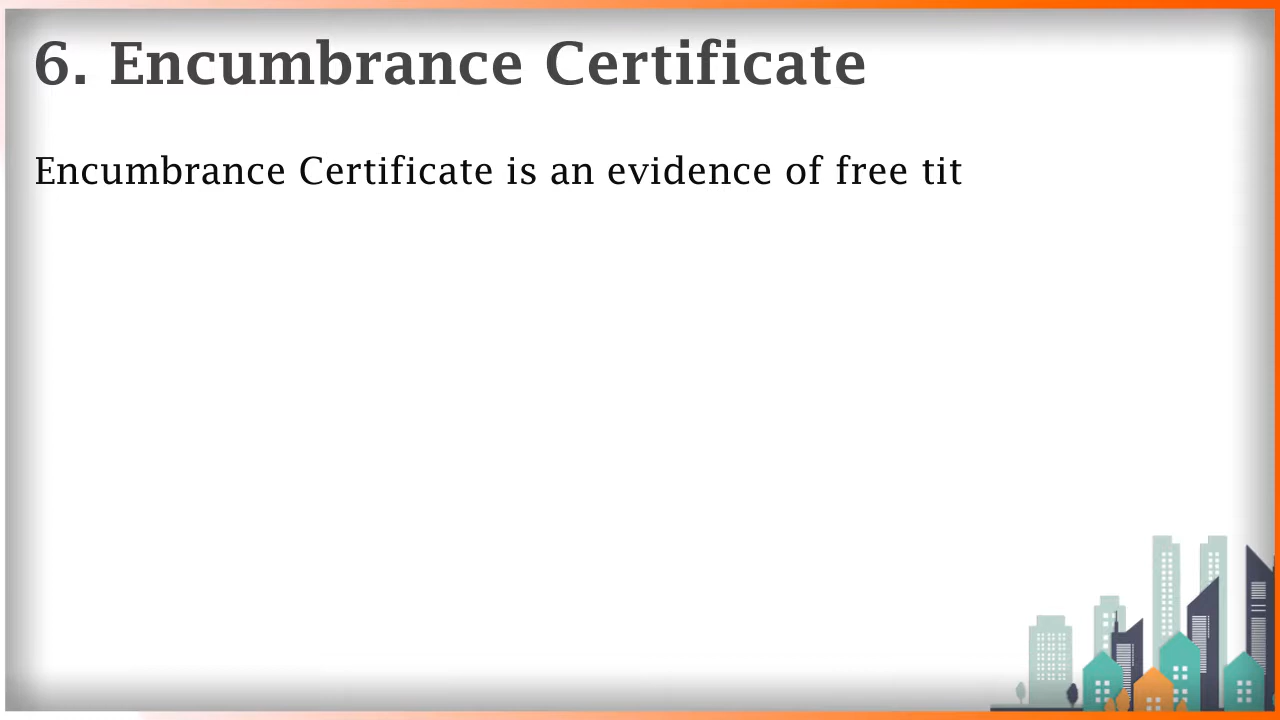 6. Encumbrance Certificate
Encumbrance Certificate is an evidence of free tit